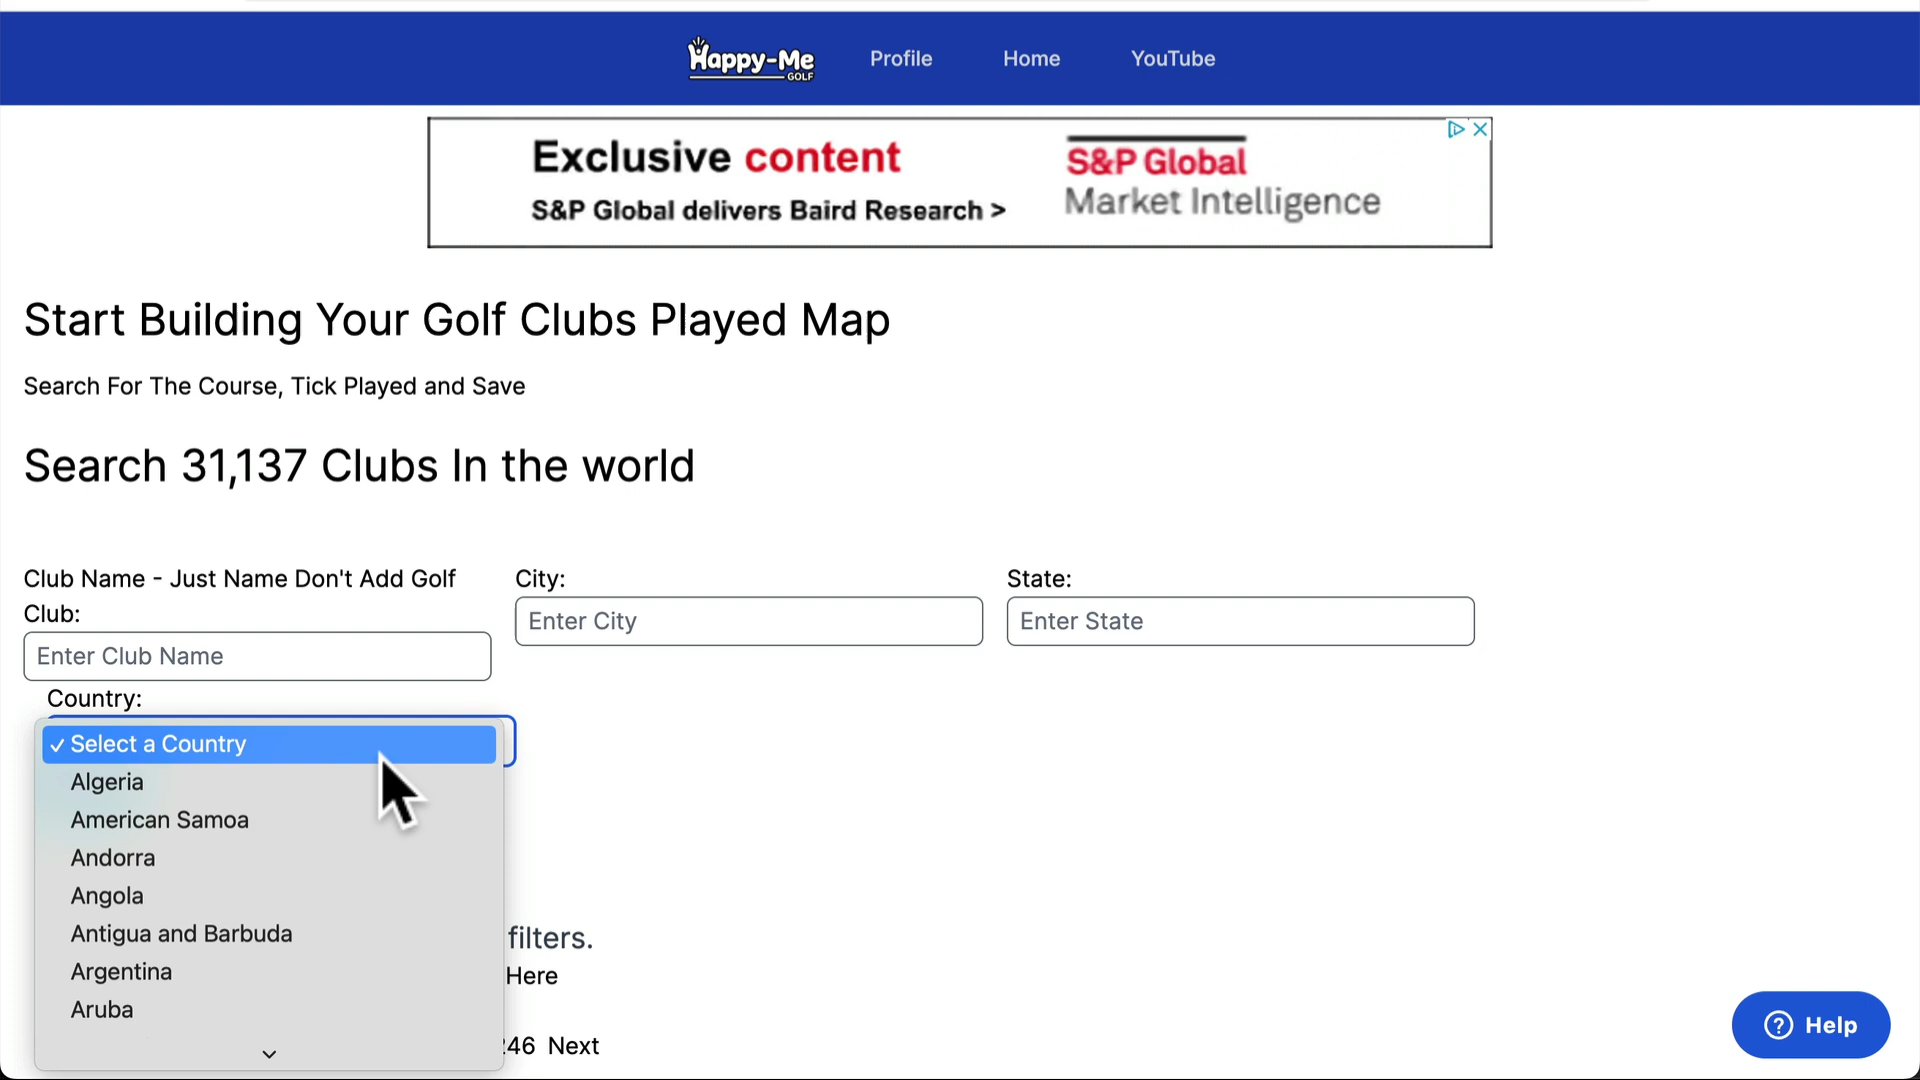 Happy-Me
GOLF
Profile
Home
YouTube
Exclusive content
S&P Global delivers Baird Research >
S&P Global
Market Intelligence
Start Building Your Golf Clubs Played Map
Search For The Course, Tick Played and Save
Search 31,137 Clubs In the world
Club Name - Just Name Don't Add Golf
Club:
Enter Club Name
City:
Enter City
State:
Enter State
Country:
✓ Select a Country
Algeria
American Samoa
Andorra
Angola
Antigua and Barbuda
Argentina
Aruba
filters.
Here
46 Next
Help